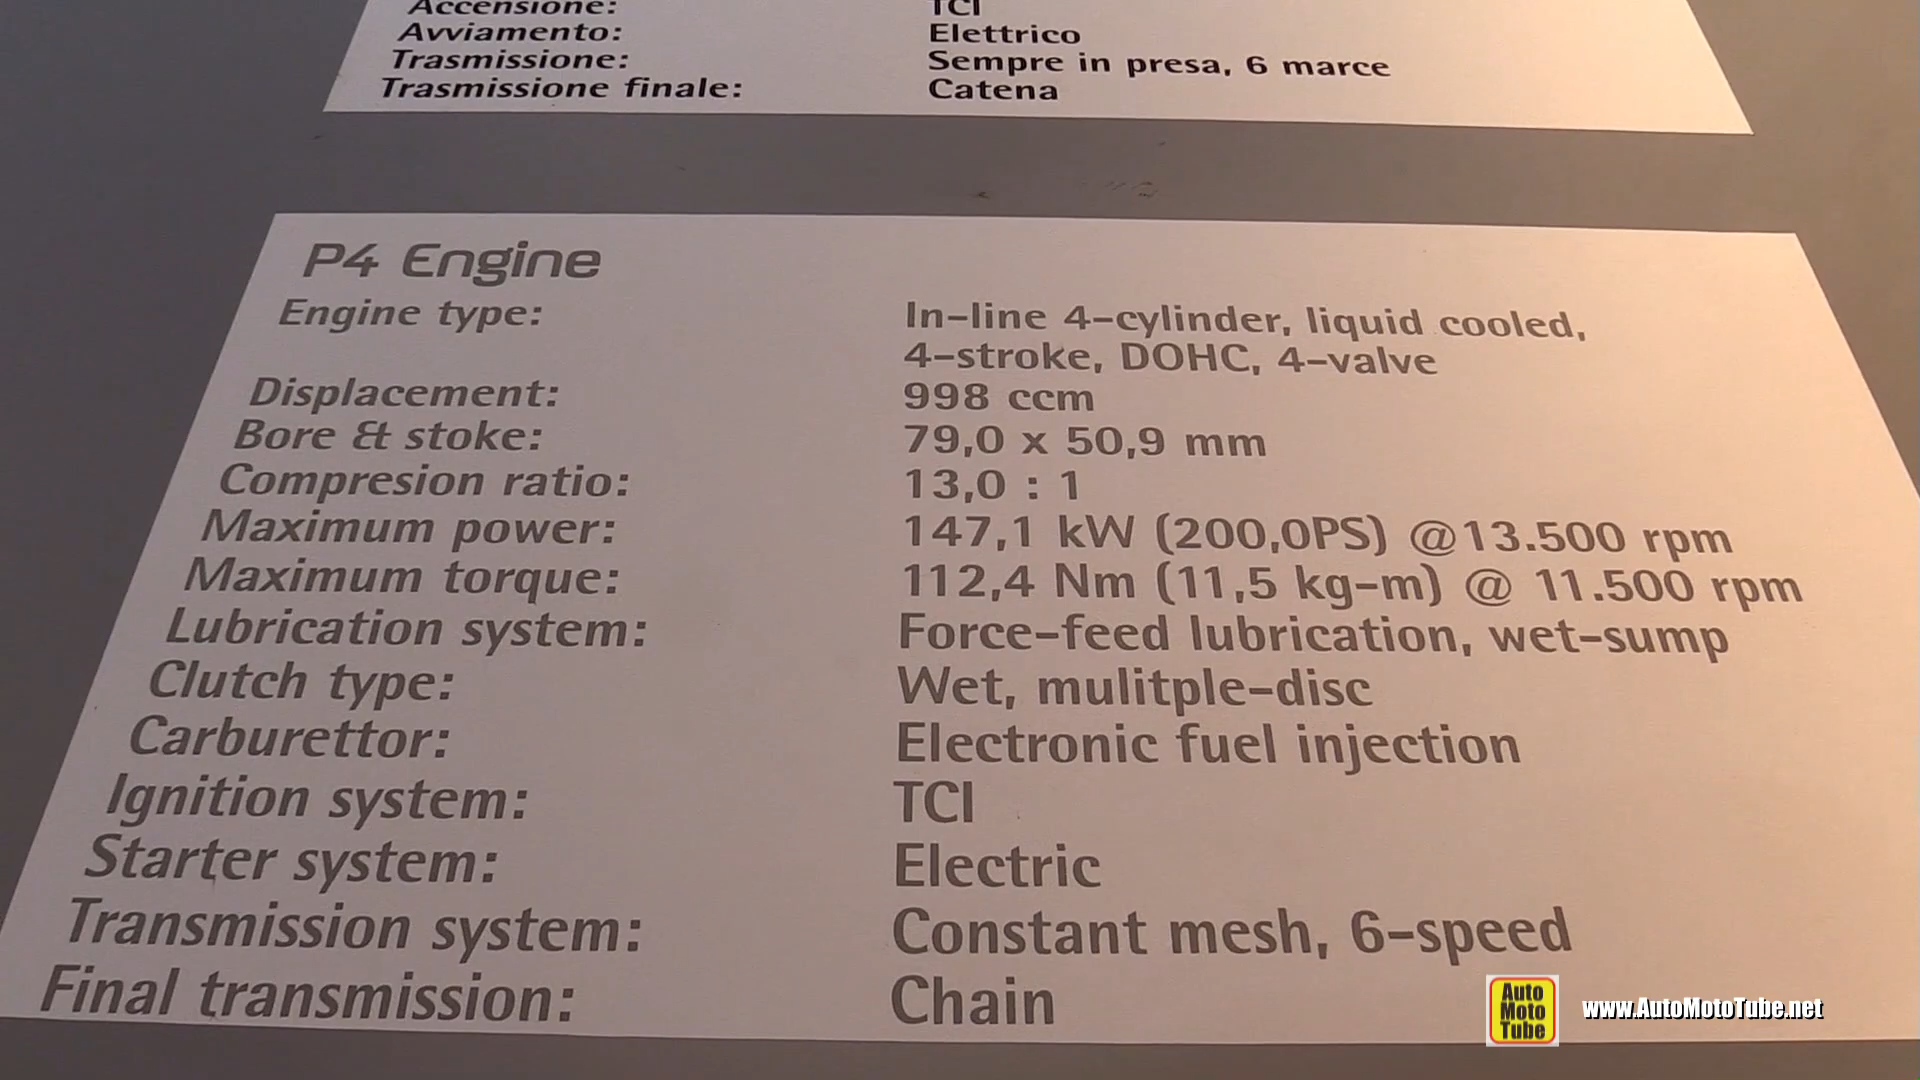 Accensione: TCI
Avviamento: Elettrico
Trasmissione: Sempre in presa, 6 marce
Trasmissione finale: Catena
P4 Engine
Engine type: In-line 4-cylinder, liquid cooled,
4-stroke, DOHC, 4-valve
Displacement: 998 ccm
Bore & stoke: 79,0 x 50,9 mm
Compresion ratio: 13,0 : 1
Maximum power: 147,1 kW (200,0PS) @13.500 rpm
Maximum torque: 112,4 Nm (11,5 kg-m) @ 11.500 rpm
Lubrication system: Force-feed lubrication, wet-sump
Clutch type: Wet, mulitple-disc
Carburettor: Electronic fuel injection
Ignition system: TCI
Starter system: Electric
Transmission system: Constant mesh, 6-speed
Final transmission: Chain
Auto
Moto
Tube
www.AutoMotoTube.net